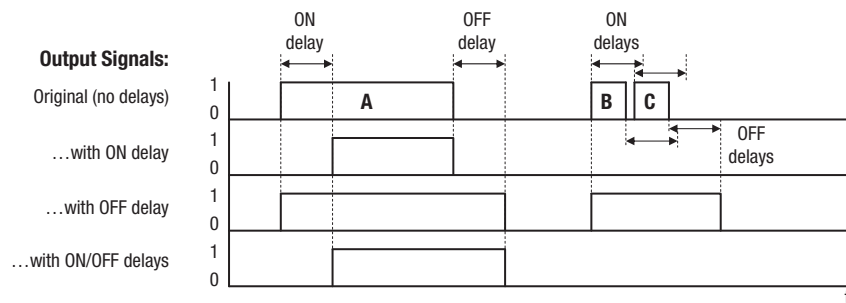 ON
delay
OFF
delay
ON
delays
Output Signals:
Original (no delays)
1
0
A
B
C
OFF
delays
…with ON delay
1
0
…with OFF delay
1
0
…with ON/OFF delays
1
0